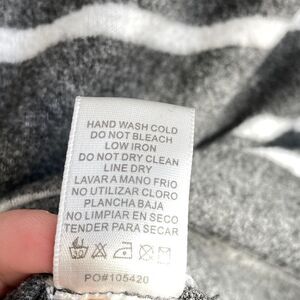 HAND WASH COLD
DO NOT BLEACH
LOW IRON
DO NOT DRY CLEAN
LINE DRY
LAVAR A MANO FRIO
NO UTILIZAR CLORO
PLANCHA BAJA
NO LIMPIAR EN SECO
TENDER PARA SECAR
PO#105420